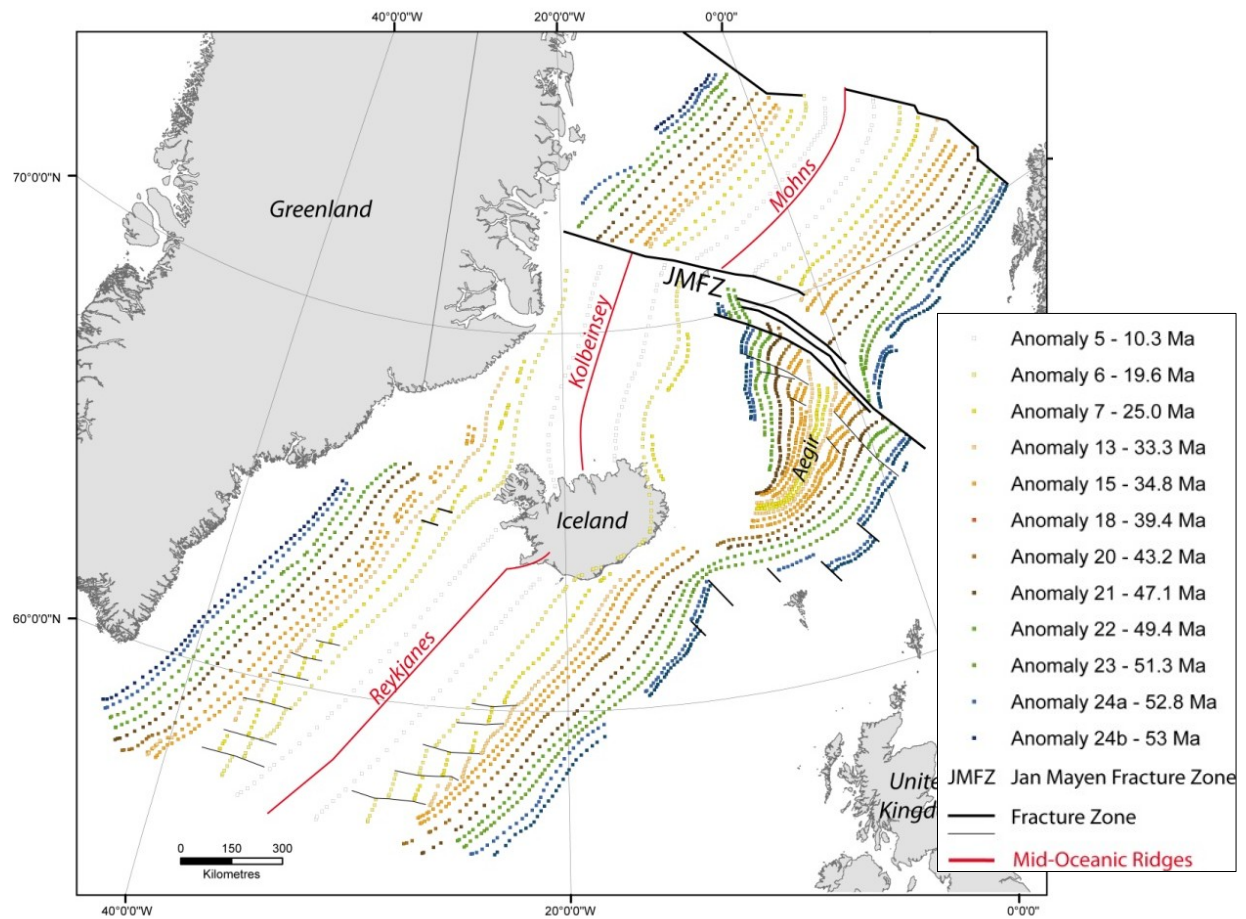 40°0'0"W
20°0'0"W
0°0'0"
70°0'0"N
Greenland
Mohns
JMFZ
Kolbeinsey
Aegir
Iceland
60°0'0"N
Reykjanes
0 150 300
Kilometres
Unite
Kingd
40°0'0"W
20°0'0"W
0°0'0"
Anomaly 5 - 10.3 Ma
Anomaly 6 - 19.6 Ma
Anomaly 7 - 25.0 Ma
Anomaly 13 - 33.3 Ma
Anomaly 15 - 34.8 Ma
Anomaly 18 - 39.4 Ma
Anomaly 20 - 43.2 Ma
Anomaly 21 - 47.1 Ma
Anomaly 22 - 49.4 Ma
Anomaly 23 - 51.3 Ma
Anomaly 24a - 52.8 Ma
Anomaly 24b - 53 Ma
JMFZ Jan Mayen Fracture Zone
Fracture Zone
Mid-Oceanic Ridges